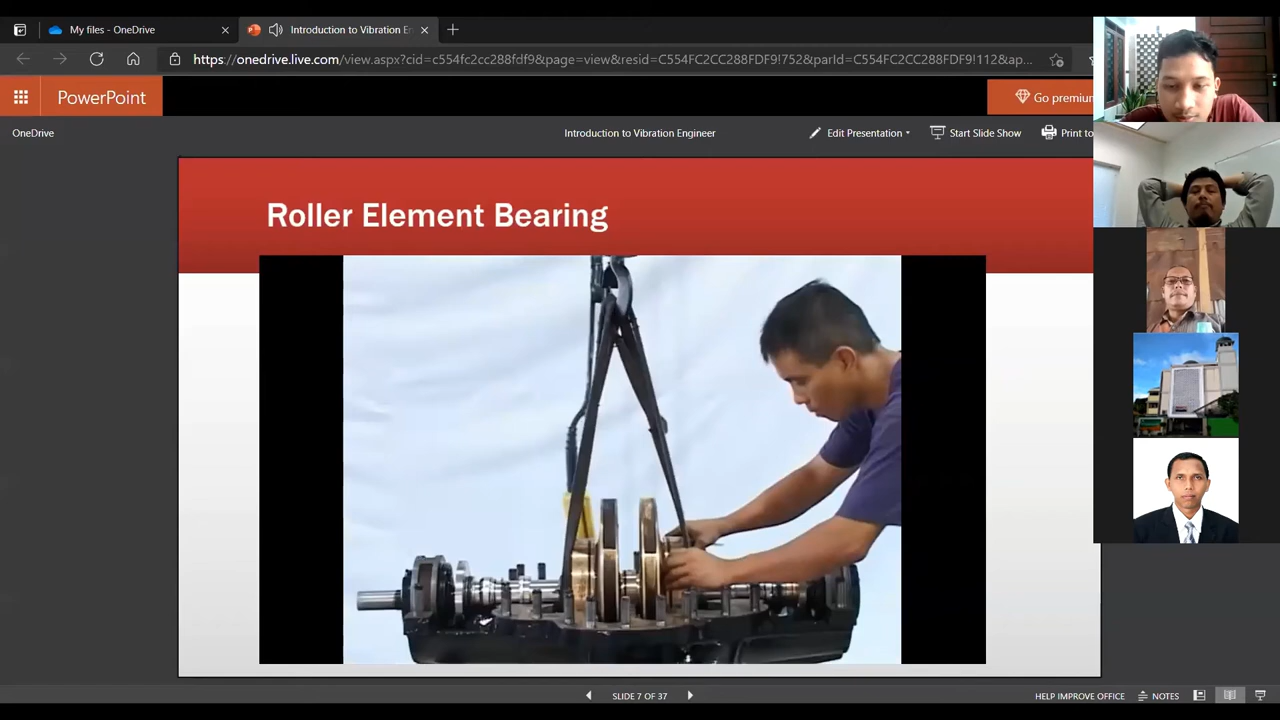 My files - OneDrive
Introduction to Vibration En
https://onedrive.live.com/view.aspx?cid=c554fc2cc288fdf9&page=view&resid=C554FC2CC288FDF9!752&parId=C554FC2CC288FDF9!112&ap...
PowerPoint
Go premium
OneDrive
Introduction to Vibration Engineer
Edit Presentation
Start Slide Show
Print to
Roller Element Bearing
SLIDE 7 OF 37
HELP IMPROVE OFFICE
NOTES